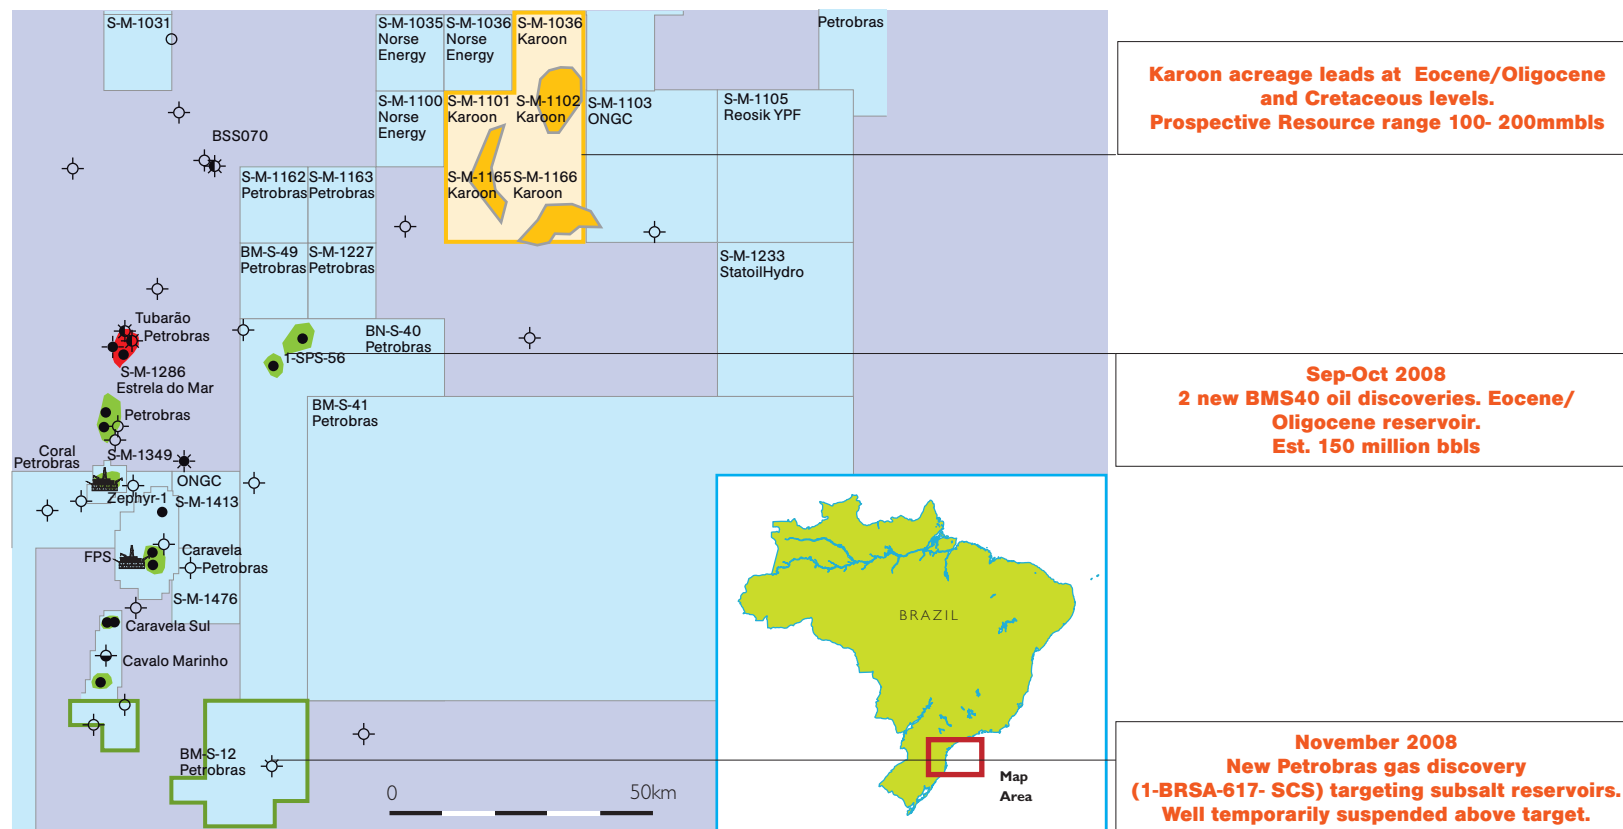 S-M-1031
S-M-1035
Norse
Energy
S-M-1036
Norse
Energy
S-M-1036
Karoon
Petrobras
S-M-1100
Norse
Energy
S-M-1101
Karoon
S-M-1102
Karoon
S-M-1103
ONGC
S-M-1105
Reosik YPF
BSS070
S-M-1162
Petrobras
S-M-1163
Petrobras
S-M-1165
Karoon
S-M-1166
Karoon
BM-S-49
Petrobras
S-M-1227
Petrobras
S-M-1233
StatoilHydro
Tubarão
Petrobras
BN-S-40
Petrobras
1-SPS-56
S-M-1286
Estrela do Mar
Petrobras
BM-S-41
Petrobras
Coral
Petrobras
S-M-1349
ONGC
Zephyr-1
S-M-1413
FPS
Caravela
Petrobras
S-M-1476
Caravela Sul
Cavalo Marinho
BM-S-12
Petrobras
0
50km
BRAZIL
Map
Area
Karoon acreage leads at Eocene/Oligocene
and Cretaceous levels.
Prospective Resource range 100- 200mmbls
Sep-Oct 2008
2 new BMS40 oil discoveries. Eocene/
Oligocene reservoir.
Est. 150 million bbls
November 2008
New Petrobras gas discovery
(1-BRSA-617- SCS) targeting subsalt reservoirs.
Well temporarily suspended above target.